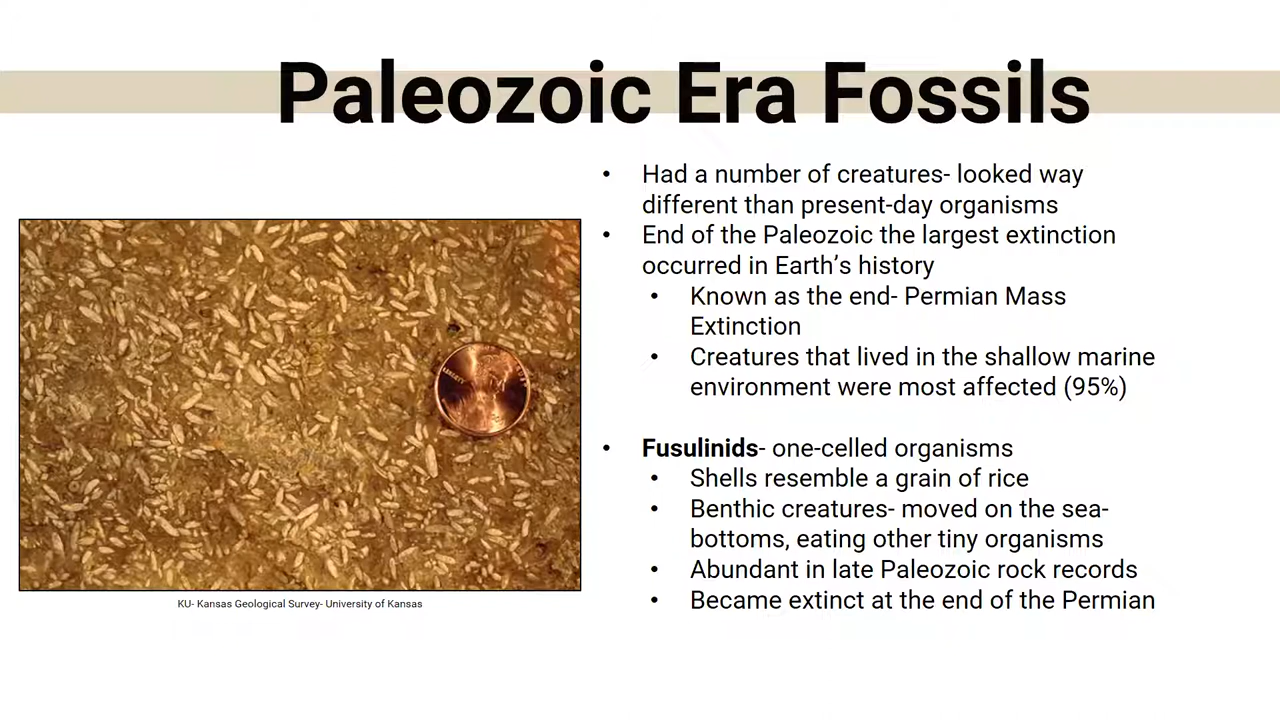 Paleozoic Era Fossils
• Had a number of creatures- looked way
different than present-day organisms
• End of the Paleozoic the largest extinction
occurred in Earth's history
• Known as the end- Permian Mass
Extinction
• Creatures that lived in the shallow marine
environment were most affected (95%)
• Fusulinids- one-celled organisms
• Shells resemble a grain of rice
• Benthic creatures- moved on the sea-
bottoms, eating other tiny organisms
• Abundant in late Paleozoic rock records
• Became extinct at the end of the Permian
LIBERTY
KU- Kansas Geological Survey- University of Kansas